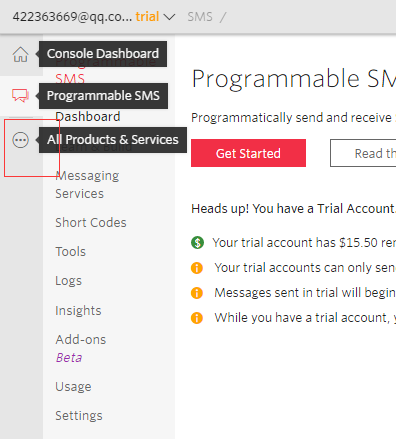 422363669@qq.co... trial
SMS /
Console Dashboard
SMS
Programmable SMS
Dashboard
All Products & Services
Messaging
Services
Short Codes
Tools
Logs
Insights
Add-ons
Beta
Usage
Settings
Programmable SM
Programmatically send and receive
Get Started
Read th
Heads up! You have a Trial Account.
Your trial account has $15.50 rem
Your trial accounts can only sen
Messages sent in trial will begin
While you have a trial account, y